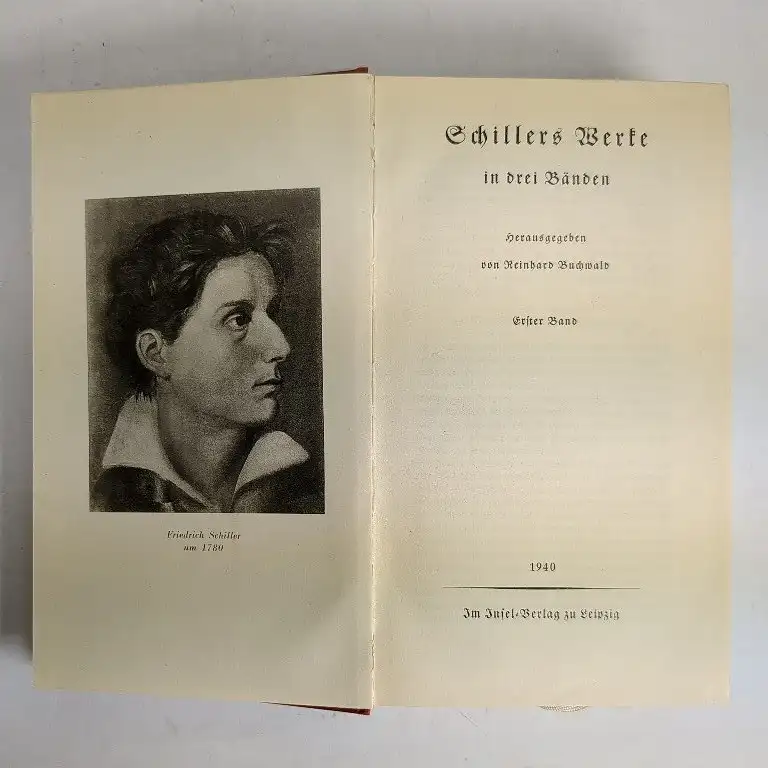 Friedrich Schiller
um 1780
Schillers Werke
in drei Bänden
Herausgegeben
von Reinhard Buchwald
Erster Band
1940
Im Insel-Verlag zu Leipzig